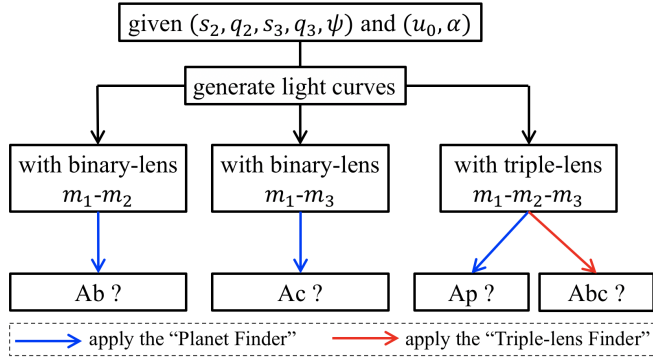 given (s₂, q₂, s₃, q₃, ψ) and (u₀, α)
generate light curves
with binary-lens
m₁-m₂
with binary-lens
m₁-m₃
with triple-lens
m₁-m₂-m₃
Ab ?
Ac ?
Ap ?
Abc ?
apply the “Planet Finder”
apply the “Triple-lens Finder”